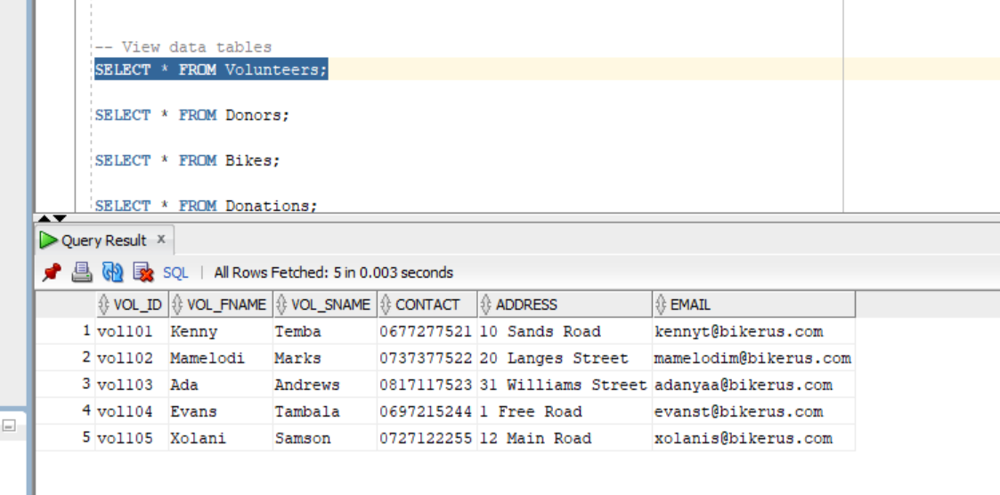 -- View data tables
SELECT * FROM Volunteers;
SELECT * FROM Donors;
SELECT * FROM Bikes;
SELECT * FROM Donations;
Query Result x
SQL | All Rows Fetched: 5 in 0.003 seconds
VOL_ID VOL_FNAME VOL_SNAME CONTACT ADDRESS EMAIL
1 vol101 Kenny Temba 0677277521 10 Sands Road kennyt@bikerus.com
2 vol102 Mamelodi Marks 0737377522 20 Langes Street mamelodim@bikerus.com
3 vol103 Ada Andrews 0817117523 31 Williams Street adanyaa@bikerus.com
4 vol104 Evans Tambala 0697215244 1 Free Road evanst@bikerus.com
5 vol105 Xolani Samson 0727122255 12 Main Road xolanis@bikerus.com